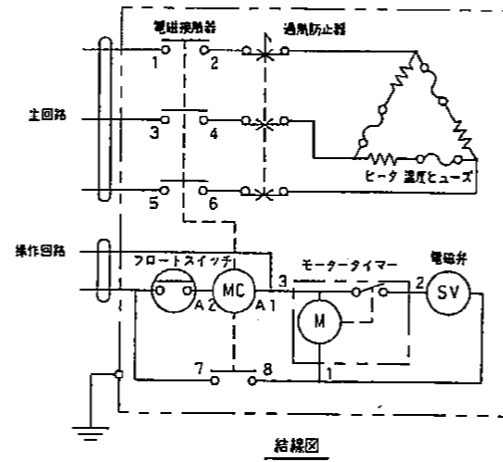 電磁接触器 過熱防止器
1 2
主回路
3 4
ヒータ 温度ヒューズ
5 6
操作回路
フロートスイッチ モータータイマー 電磁弁
A2 MC A1 3 2 SV
M
7 8 1
結線図